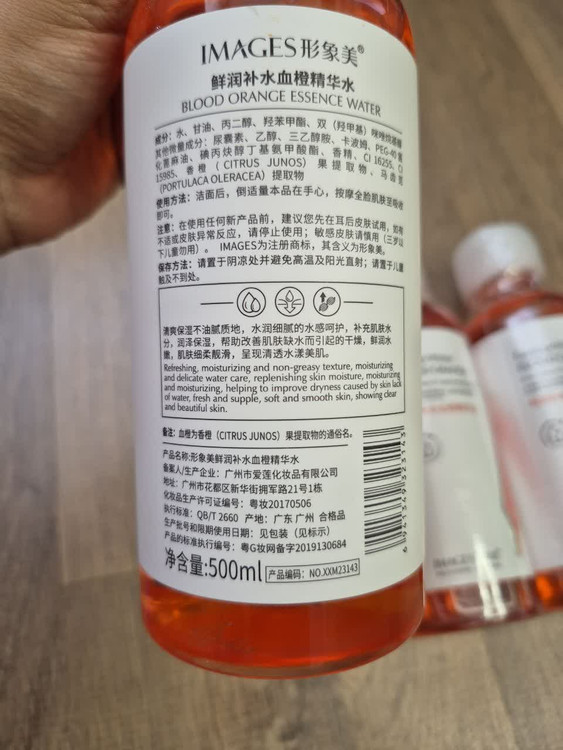 IMAGES形象美®
鲜润补水血橙精华水
BLOOD ORANGE ESSENCE WATER
成分：水、甘油、丙二醇、羟苯甲酯、双（羟甲基）咪唑烷基脲
其他微量成分：尿囊素、乙醇、三乙醇胺、卡波姆、PEG-40 氢
化蓖麻油、碘丙炔醇丁基氨甲酸酯、香精、CI 16255、CI
15985、香橙（CITRUS JUNOS）果提取物、马齿苋
(PORTULACA OLERACEA) 提取物
使用方法：洁面后，倒适量本品在手心，按摩全脸肌肤至吸收
即可。
注意：在使用任何新产品前，建议您先在耳后皮肤试用，如有
不适或皮肤异常反应，请停止使用；敏感皮肤请慎用（三岁以
下儿童勿用）。 IMAGES为注册商标，其含义为形象美。
保存方法：请置于阴凉处并避免高温及阳光直射；请置于儿童
触及不到处。
清爽保湿不油腻质地，水润细腻的水感呵护，补充肌肤水
分，润泽保湿，帮助改善肌肤缺水而引起的干燥，鲜润水
嫩，肌肤细柔靓滑，呈现清透水漾美肌。
Refreshing, moisturizing and non-greasy texture, moisturizing
and delicate water care, replenishing skin moisture, moisturizing
and moisturizing, helping to improve dryness caused by skin lack
of water, fresh and supple, soft and smooth skin, showing clear
and beautiful skin.
备注：血橙为香橙（CITRUS JUNOS）果提取物的通俗名。
产品名称:形象美鲜润补水血橙精华水
备案人/生产企业：广州市爱莲化妆品有限公司
地址：广州市花都区新华街拥军路21号1栋
化妆品生产许可证编号：粤妆20170506
执行标准：QB/T 2660 产地：广东 广州 合格品
生产批号和限期使用日期：见包装（见标示）
产品的标准执行编号：粤G妆网备字2019130684
净含量:500ml 产品编码：NO.XXM23143
6 961349 323143
IMAGES